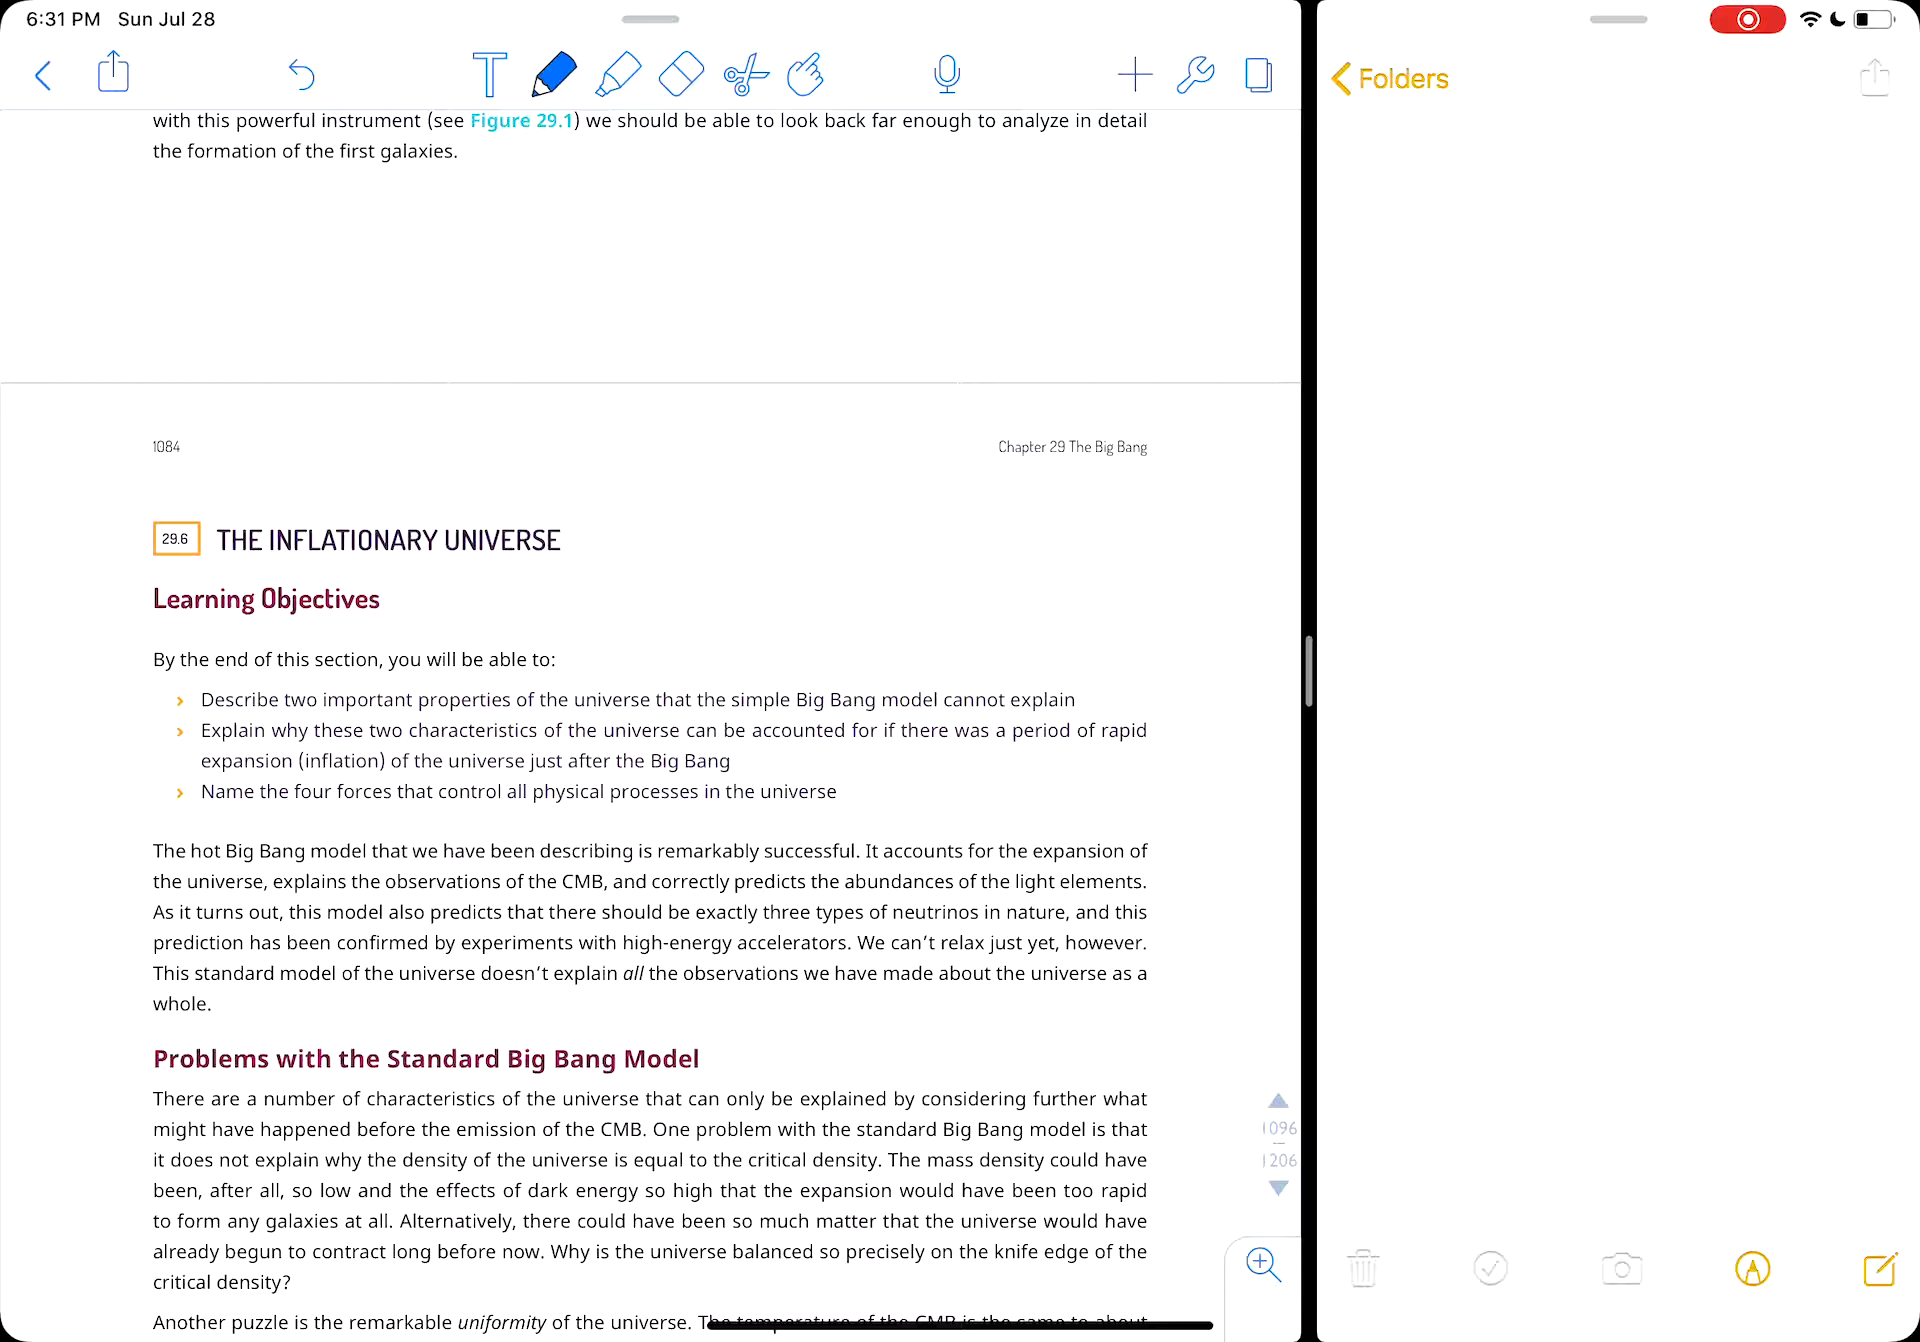 6:31 PM Sun Jul 28
Folders
with this powerful instrument (see Figure 29.1) we should be able to look back far enough to analyze in detail
the formation of the first galaxies.
1084
Chapter 29 The Big Bang
29.6 THE INFLATIONARY UNIVERSE
Learning Objectives
By the end of this section, you will be able to:
› Describe two important properties of the universe that the simple Big Bang model cannot explain
› Explain why these two characteristics of the universe can be accounted for if there was a period of rapid
expansion (inflation) of the universe just after the Big Bang
› Name the four forces that control all physical processes in the universe
The hot Big Bang model that we have been describing is remarkably successful. It accounts for the expansion of
the universe, explains the observations of the CMB, and correctly predicts the abundances of the light elements.
As it turns out, this model also predicts that there should be exactly three types of neutrinos in nature, and this
prediction has been confirmed by experiments with high-energy accelerators. We can't relax just yet, however.
This standard model of the universe doesn't explain all the observations we have made about the universe as a
whole.
Problems with the Standard Big Bang Model
There are a number of characteristics of the universe that can only be explained by considering further what
might have happened before the emission of the CMB. One problem with the standard Big Bang model is that
it does not explain why the density of the universe is equal to the critical density. The mass density could have
been, after all, so low and the effects of dark energy so high that the expansion would have been too rapid
to form any galaxies at all. Alternatively, there could have been so much matter that the universe would have
already begun to contract long before now. Why is the universe balanced so precisely on the knife edge of the
critical density?
Another puzzle is the remarkable uniformity of the universe. The temperature of the CMB is the same to about
1096
1206